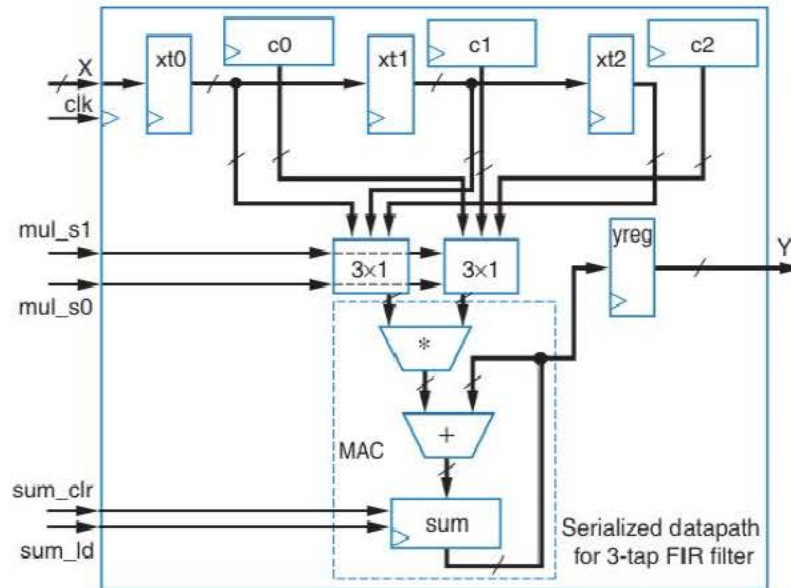 c0
c1
c2
xt0
xt1
xt2
X
clk
mul_s1
3×1
3×1
yreg
Y
mul_s0
*
+
MAC
sum_clr
sum
sum_ld
Serialized datapath
for 3-tap FIR filter